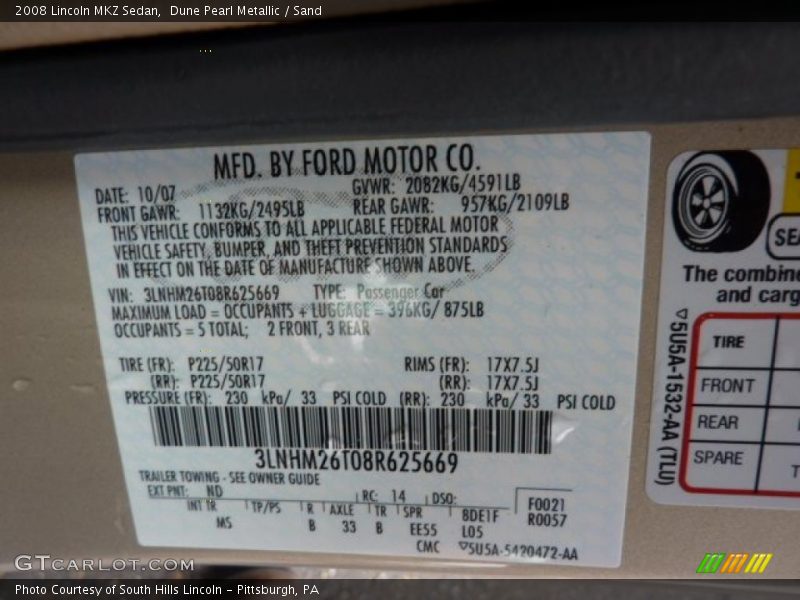 2008 Lincoln MKZ Sedan, Dune Pearl Metallic / Sand
MFD. BY FORD MOTOR CO.
DATE: 10/07 GVWR: 2082KG/4591LB
FRONT GAWR: 1132KG/2495LB REAR GAWR: 957KG/2109LB
THIS VEHICLE CONFORMS TO ALL APPLICABLE FEDERAL MOTOR
VEHICLE SAFETY, BUMPER, AND THEFT PREVENTION STANDARDS
IN EFFECT ON THE DATE OF MANUFACTURE SHOWN ABOVE.
VIN: 3LNHM26T08R625669 TYPE: Passenger Car
MAXIMUM LOAD = OCCUPANTS + LUGGAGE = 396KG/ 875LB
OCCUPANTS = 5 TOTAL; 2 FRONT, 3 REAR
TIRE (FR): P225/50R17 RIMS (FR): 17X7.5J
(RR): P225/50R17 (RR): 17X7.5J
PRESSURE (FR): 230 kPa/ 33 PSI COLD (RR): 230 kPa/ 33 PSI COLD
3LNHM26T08R625669
TRAILER TOWING - SEE OWNER GUIDE
EXT PNT: ND RC: 14 DSO: F0021
INT TR TP/PS R AXLE TR SPR 8DE1F R0057
MS B 33 B EE55 L05
CMC ▽5U5A-5420472-AA
The combine
and carg
TIRE
FRONT
REAR
SPARE
▽5U5A-1532-AA (TLU)
GTCARLOT.COM
Photo Courtesy of South Hills Lincoln - Pittsburgh, PA